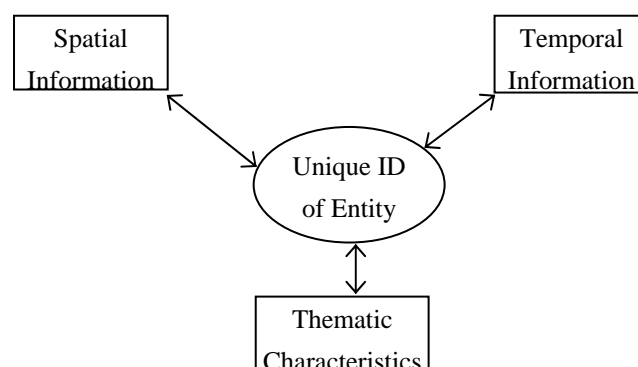 Spatial
Information
Temporal
Information
Unique ID
of Entity
Thematic
Characteristics